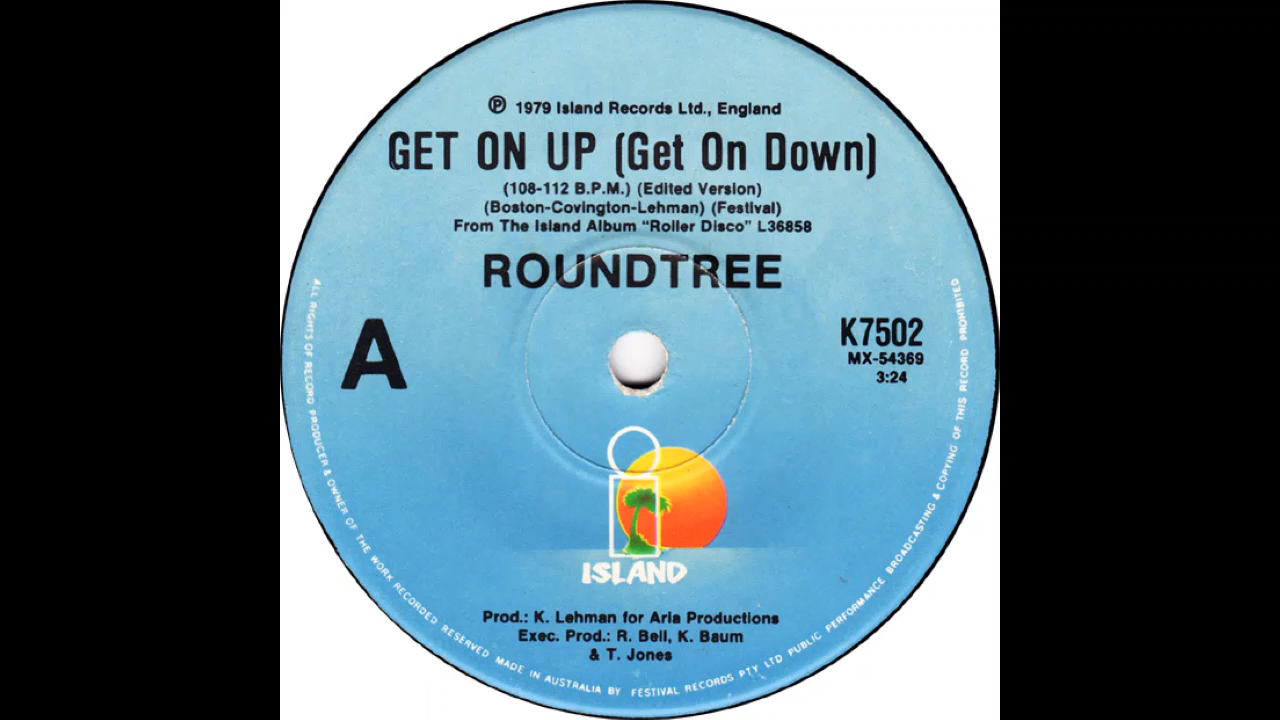 ℗ 1979 Island Records Ltd., England
GET ON UP (Get On Down)
(108-112 B.P.M.) (Edited Version)
(Boston-Covington-Lehman) (Festival)
From The Island Album "Roller Disco" L36858
ROUNDTREE
A
K7502
MX-54369
3:24
ISLAND
Prod.: K. Lehman for Aria Productions
Exec. Prod.: R. Bell, K. Baum
& T. Jones
ALL RIGHTS OF RECORD PRODUCER & OWNER OF THE WORK RECORDED RESERVED MADE IN AUSTRALIA BY FESTIVAL RECORDS PTY LTD PUBLIC PERFORMANCE BROADCASTING & COPYING OF THIS RECORD PROHIBITED